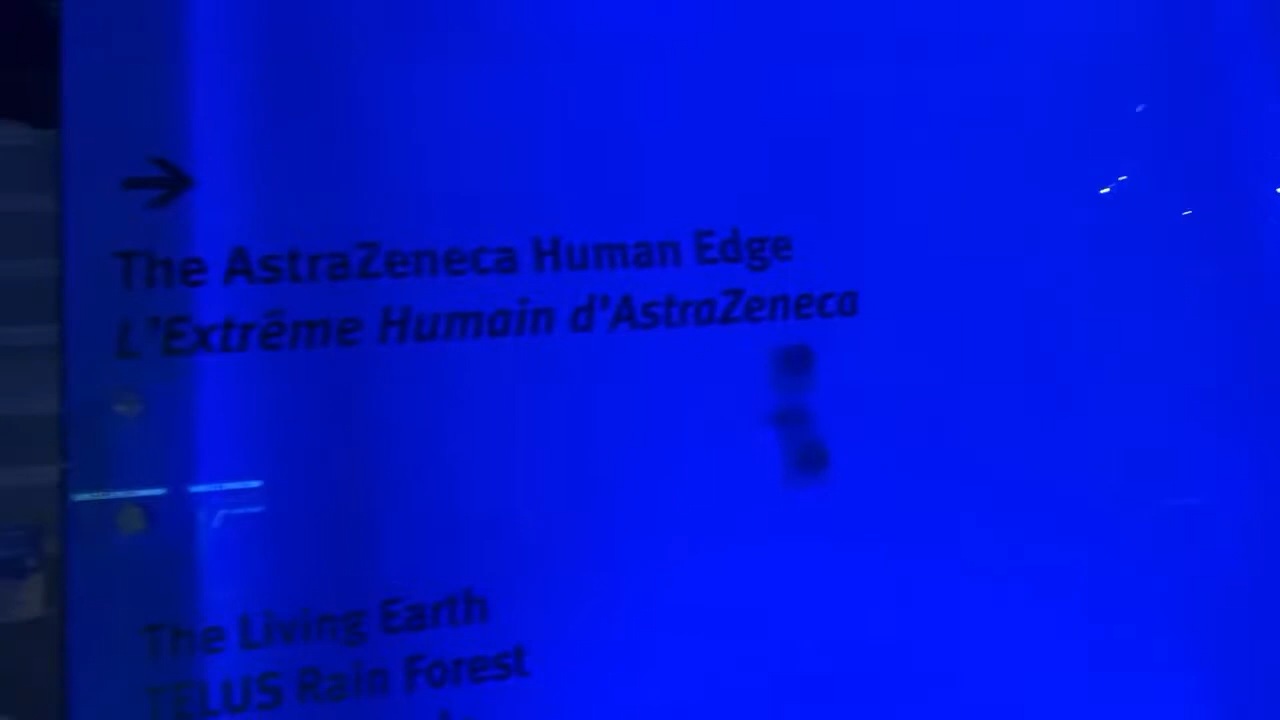 →
The AstraZeneca Human Edge
L'Extrême Humain d'AstraZeneca
The Living Earth
TELUS Rain Forest